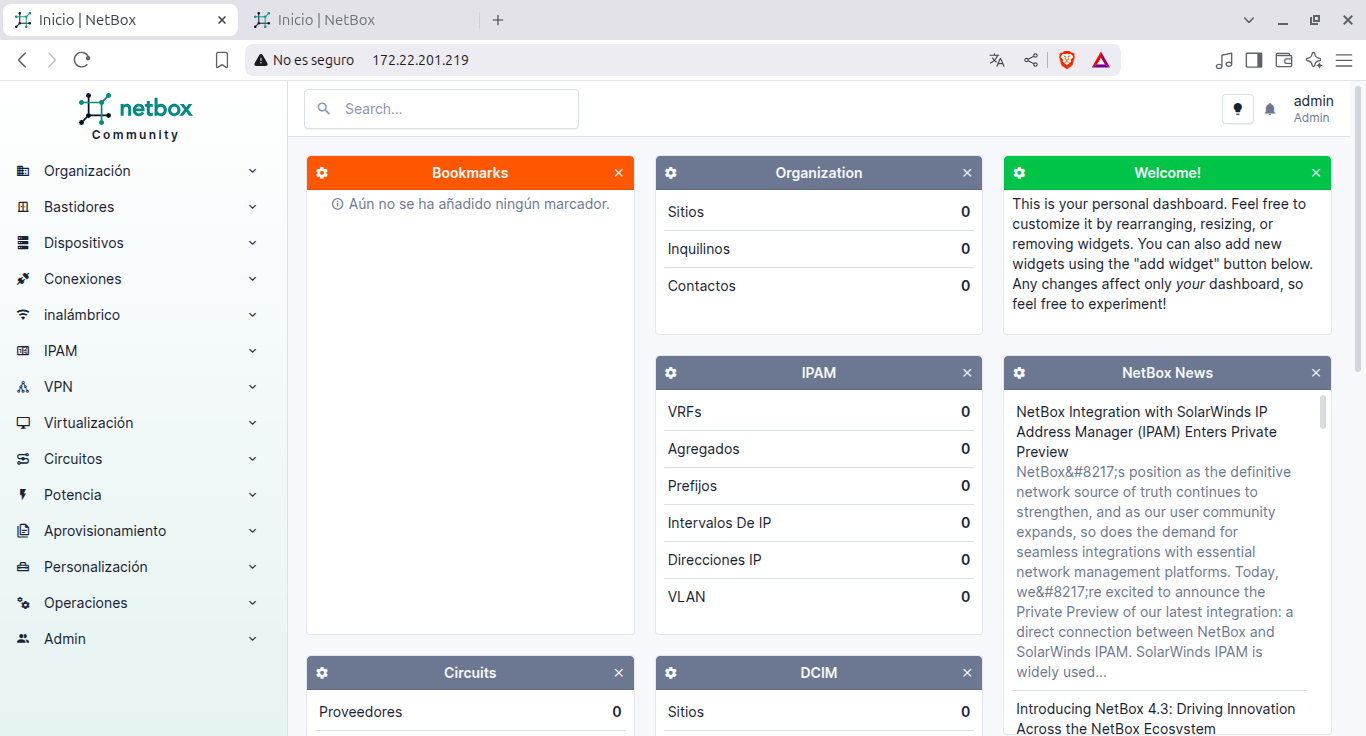 Inicio | NetBox
Inicio | NetBox
No es seguro 172.22.201.219
netbox
Community
Organización
Bastidores
Dispositivos
Conexiones
inalámbrico
IPAM
VPN
Virtualización
Circuitos
Potencia
Aprovisionamiento
Personalización
Operaciones
Admin
Search...
admin
Admin
Bookmarks
Aún no se ha añadido ningún marcador.
Organization
Sitios 0
Inquilinos 0
Contactos 0
Welcome!
This is your personal dashboard. Feel free to
customize it by rearranging, resizing, or
removing widgets. You can also add new
widgets using the "add widget" button below.
Any changes affect only your dashboard, so
feel free to experiment!
IPAM
VRFs 0
Agregados 0
Prefijos 0
Intervalos De IP 0
Direcciones IP 0
VLAN 0
NetBox News
NetBox Integration with SolarWinds IP
Address Manager (IPAM) Enters Private
Preview
NetBox&#8217;s position as the definitive
network source of truth continues to
strengthen, and as our user community
expands, so does the demand for
seamless integrations with essential
network management platforms. Today,
we&#8217;re excited to announce the
Private Preview of our latest integration: a
direct connection between NetBox and
SolarWinds IPAM. SolarWinds IPAM is
widely used...
Introducing NetBox 4.3: Driving Innovation
Across the NetBox Ecosystem
Circuits
Proveedores 0
DCIM
Sitios 0